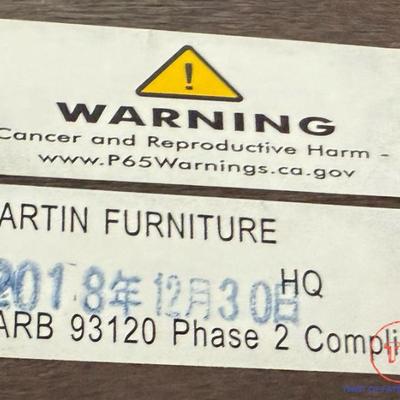 WARNING
Cancer and Reproductive Harm -
www.P65Warnings.ca.gov
ARTIN FURNITURE
2018年12月30日
HQ
ARB 93120 Phase 2 Compli